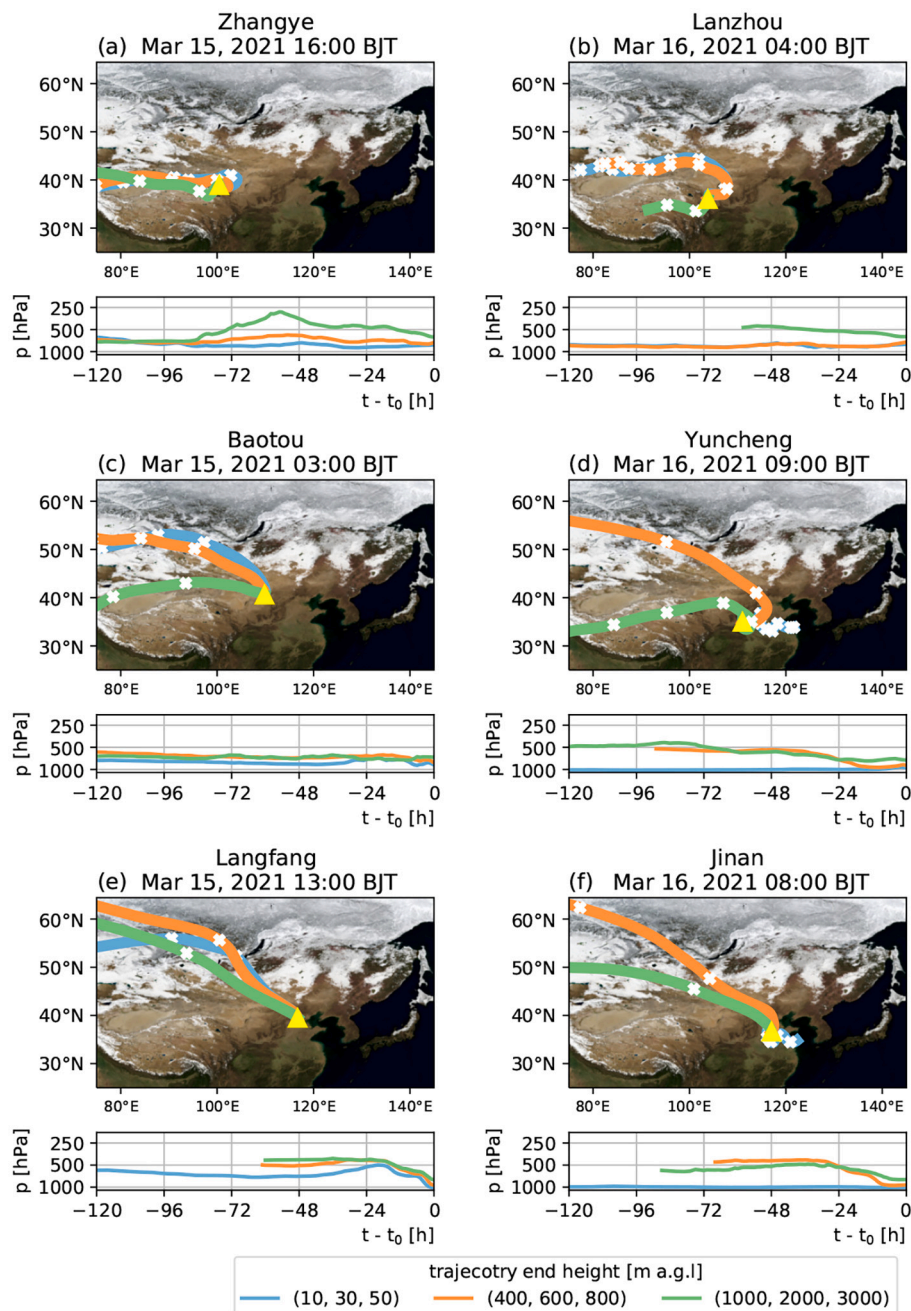 Zhangye
(a) Mar 15, 2021 16:00 BJT
60°N
50°N
40°N
30°N
80°E 100°E 120°E 140°E
p [hPa]
250
500
1000
−120 −96 −72 −48 −24 0
t - t₀ [h]
Lanzhou
(b) Mar 16, 2021 04:00 BJT
60°N
50°N
40°N
30°N
80°E 100°E 120°E 140°E
p [hPa]
250
500
1000
−120 −96 −72 −48 −24 0
t - t₀ [h]
Baotou
(c) Mar 15, 2021 03:00 BJT
60°N
50°N
40°N
30°N
80°E 100°E 120°E 140°E
p [hPa]
250
500
1000
−120 −96 −72 −48 −24 0
t - t₀ [h]
Yuncheng
(d) Mar 16, 2021 09:00 BJT
60°N
50°N
40°N
30°N
80°E 100°E 120°E 140°E
p [hPa]
250
500
1000
−120 −96 −72 −48 −24 0
t - t₀ [h]
Langfang
(e) Mar 15, 2021 13:00 BJT
60°N
50°N
40°N
30°N
80°E 100°E 120°E 140°E
p [hPa]
250
500
1000
−120 −96 −72 −48 −24 0
t - t₀ [h]
Jinan
(f) Mar 16, 2021 08:00 BJT
60°N
50°N
40°N
30°N
80°E 100°E 120°E 140°E
p [hPa]
250
500
1000
−120 −96 −72 −48 −24 0
t - t₀ [h]
trajecotry end height [m a.g.l]
(10, 30, 50) (400, 600, 800) (1000, 2000, 3000)